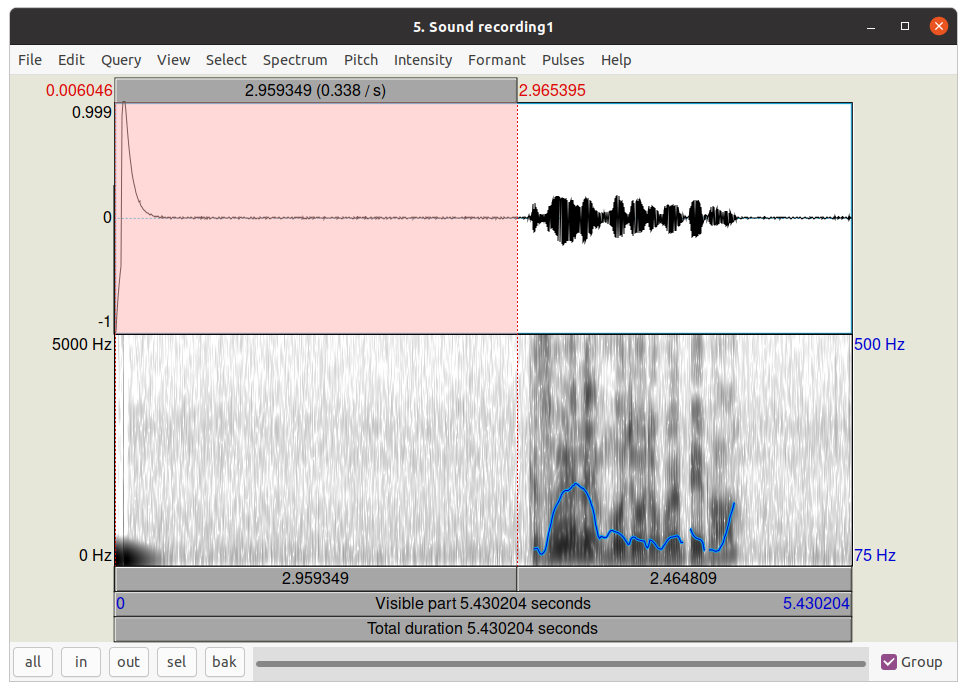 5. Sound recording1
File Edit Query View Select Spectrum Pitch Intensity Formant Pulses Help
0.006046 2.959349 (0.338 / s) 2.965395
0.999
0
-1
5000 Hz 500 Hz
0 Hz 75 Hz
2.959349 2.464809
0 Visible part 5.430204 seconds 5.430204
Total duration 5.430204 seconds
all in out sel bak Group